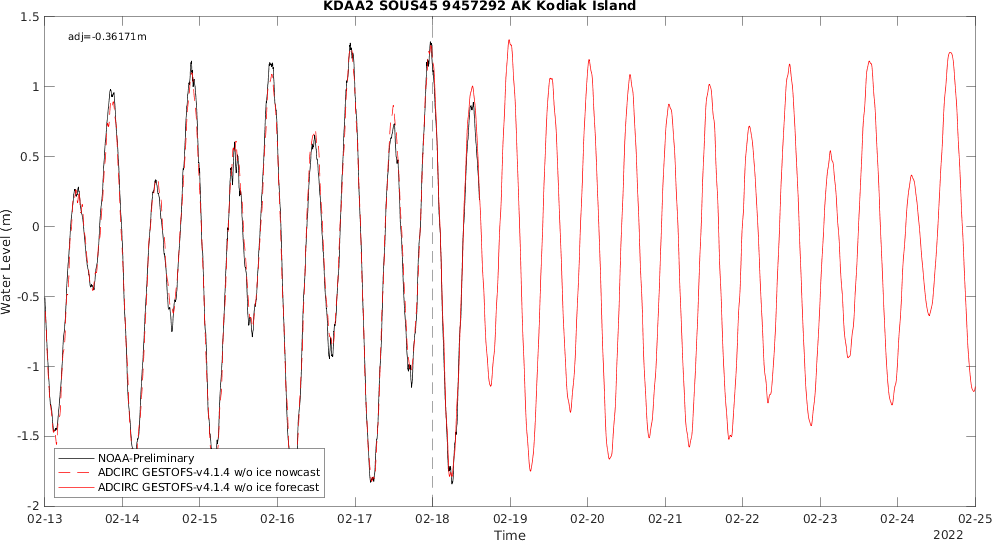 KDAA2 SOUS45 9457292 AK Kodiak Island
adj=-0.36171m
1.5
1
0.5
0
-0.5
-1
-1.5
-2
Water Level (m)
NOAA-Preliminary
ADCIRC GESTOFS-v4.1.4 w/o ice nowcast
ADCIRC GESTOFS-v4.1.4 w/o ice forecast
02-13 02-14 02-15 02-16 02-17 02-18 02-19 02-20 02-21 02-22 02-23 02-24 02-25
Time
2022